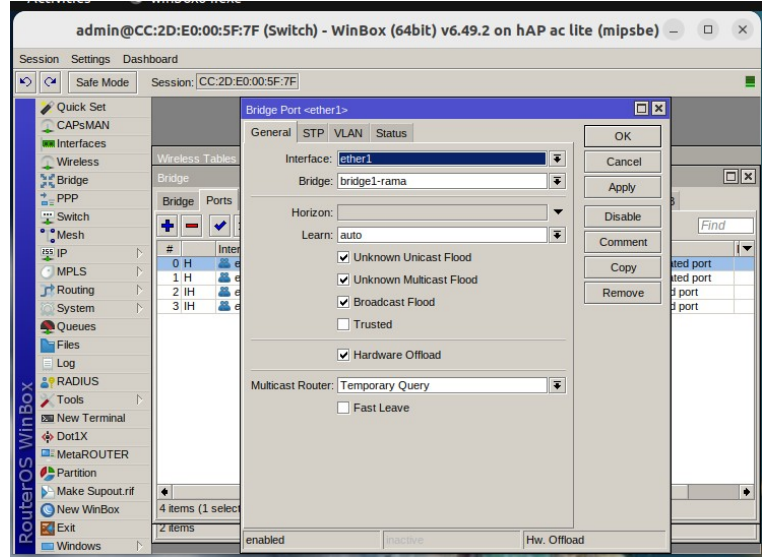 admin@CC:2D:E0:00:5F:7F (Switch) - WinBox (64bit) v6.49.2 on hAP ac lite (mipsbe)
Session Settings Dashboard
Safe Mode Session: CC:2D:E0:00:5F:7F
Quick Set
CAPsMAN
Interfaces
Wireless
Bridge
PPP
Switch
Mesh
IP
MPLS
Routing
System
Queues
Files
Log
RADIUS
Tools
New Terminal
Dot1X
MetaROUTER
Partition
Make Supout.rif
New WinBox
Exit
Windows
RouterOS WinBox
Wireless Tables
Bridge
Bridge Ports
Find
# Inter
0 H
1 H
2 IH
3 IH
4 items (1 select
2 items
Bridge Port <ether1>
General STP VLAN Status
Interface: ether1
Bridge: bridge1-rama
Horizon:
Learn: auto
Unknown Unicast Flood
Unknown Multicast Flood
Broadcast Flood
Trusted
Hardware Offload
Multicast Router: Temporary Query
Fast Leave
enabled inactive Hw. Offload
OK
Cancel
Apply
Disable
Comment
Copy
Remove
ated port
ated port
d port
d port